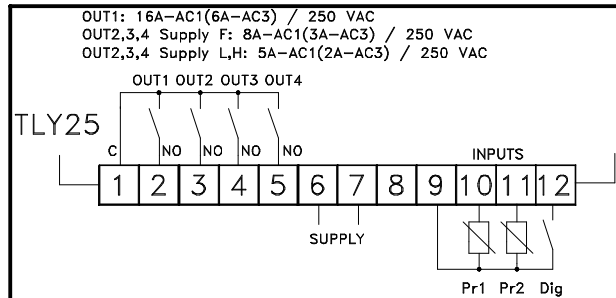 OUT1: 16A-AC1(6A-AC3) / 250 VAC
OUT2,3,4 Supply F: 8A-AC1(3A-AC3) / 250 VAC
OUT2,3,4 Supply L,H: 5A-AC1(2A-AC3) / 250 VAC
OUT1 OUT2 OUT3 OUT4
TLY25
C NO NO NO NO INPUTS
1 2 3 4 5 6 7 8 9 10 11 12
SUPPLY
Pr1 Pr2 Dig